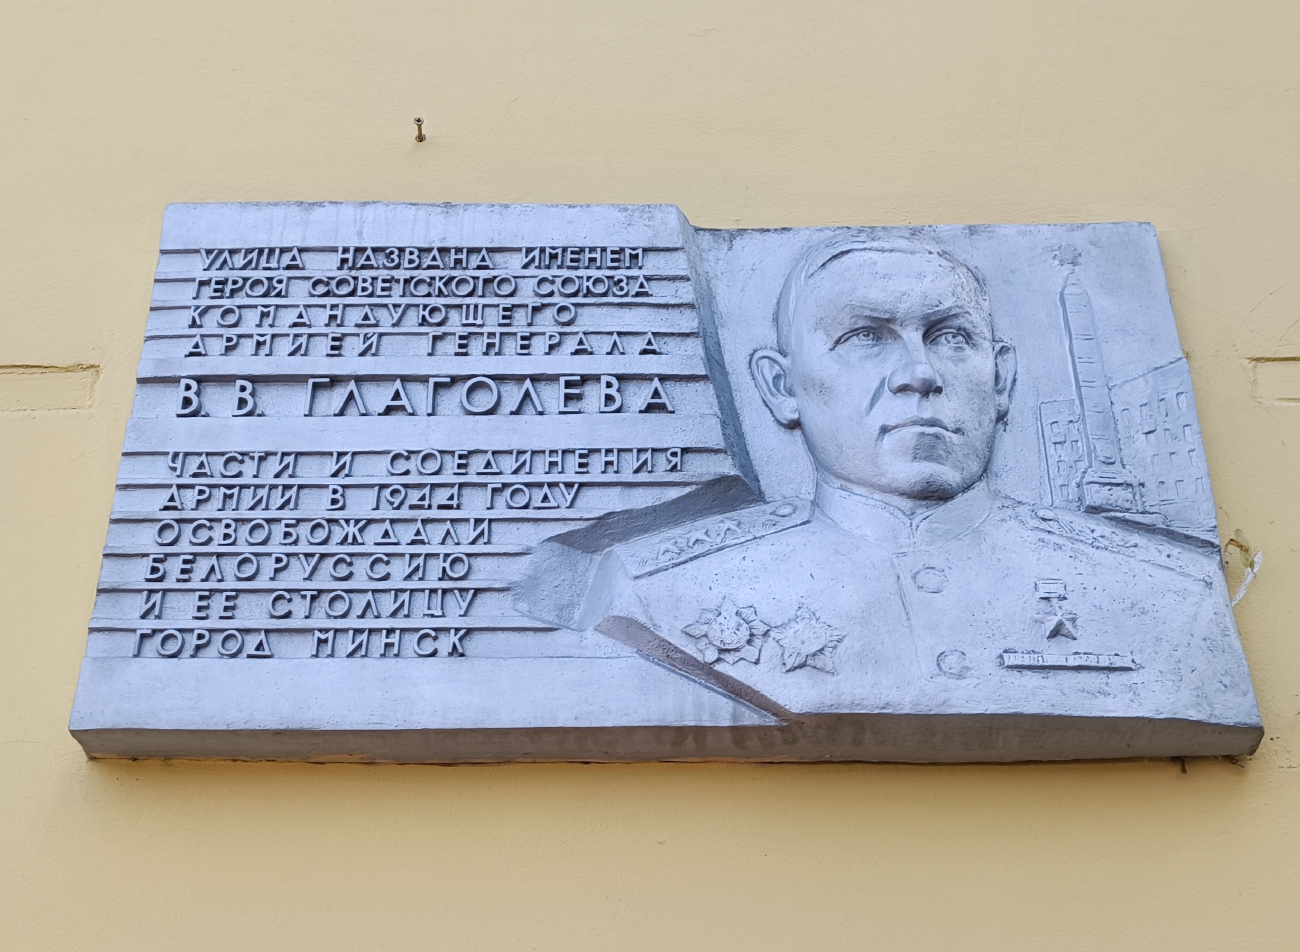 УЛИЦА НАЗВАНА ИМЕНЕМ
ГЕРОЯ СОВЕТСКОГО СОЮЗА
КОМАНДУЮЩЕГО
АРМИЕЙ ГЕНЕРАЛА
В.В. ГЛАГОЛЕВА
ЧАСТИ И СОЕДИНЕНИЯ
АРМИИ В 1944 ГОДУ
ОСВОБОЖДАЛИ
БЕЛОРУССИЮ
И ЕЕ СТОЛИЦУ
ГОРОД МИНСК